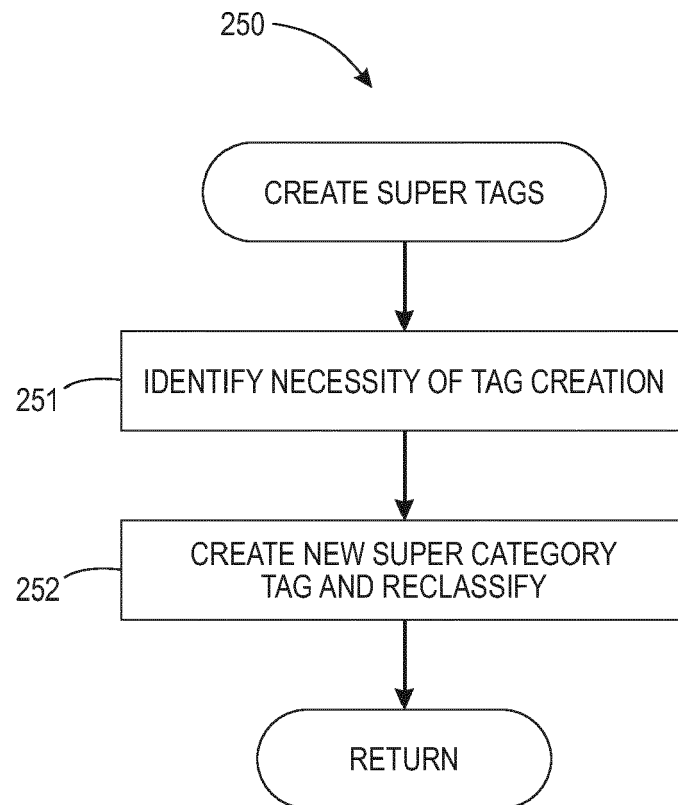 250
CREATE SUPER TAGS
251
IDENTIFY NECESSITY OF TAG CREATION
252
CREATE NEW SUPER CATEGORY
TAG AND RECLASSIFY
RETURN